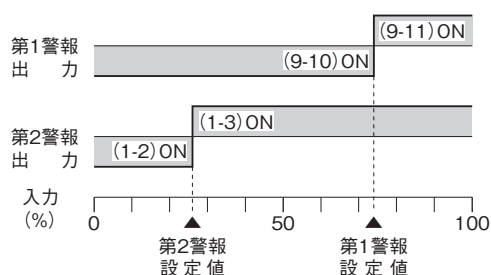 (9-11)ON
第1警報
出 力
(9-10)ON
(1-3)ON
第2警報
出 力
(1-2)ON
入力
(%)
0 50 100
第2警報
設定値
第1警報
設定値